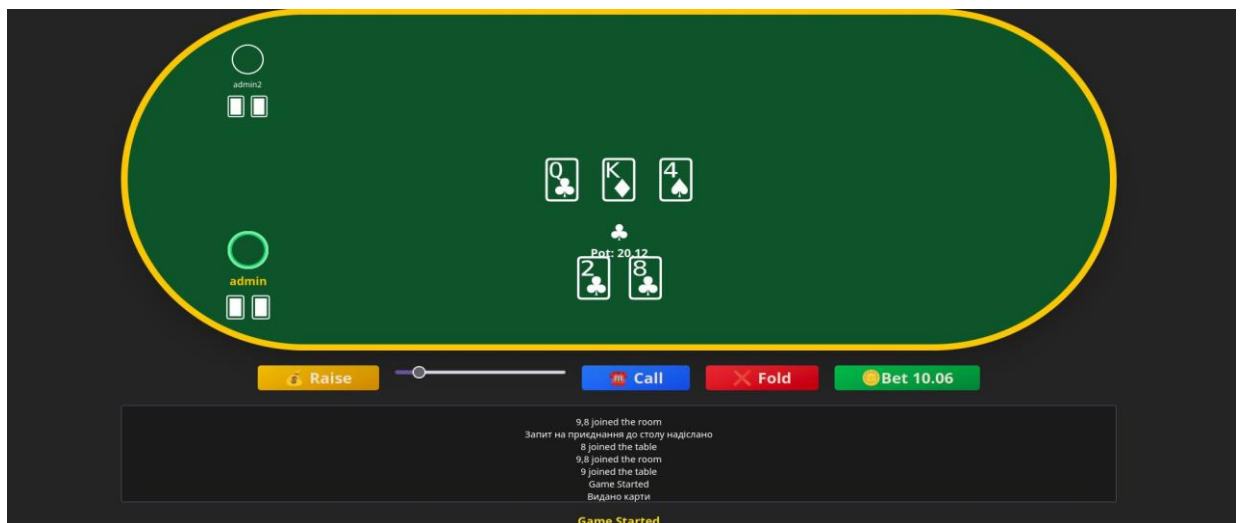 admin2
Q K 4
admin
Pot: 20.12
2 8
Raise
Call
Fold
Bet 10.06
9,8 joined the room
Запит на приєднання до столу надіслано
8 joined the table
9,8 joined the room
9 joined the table
Game Started
Видано карти
Game Started